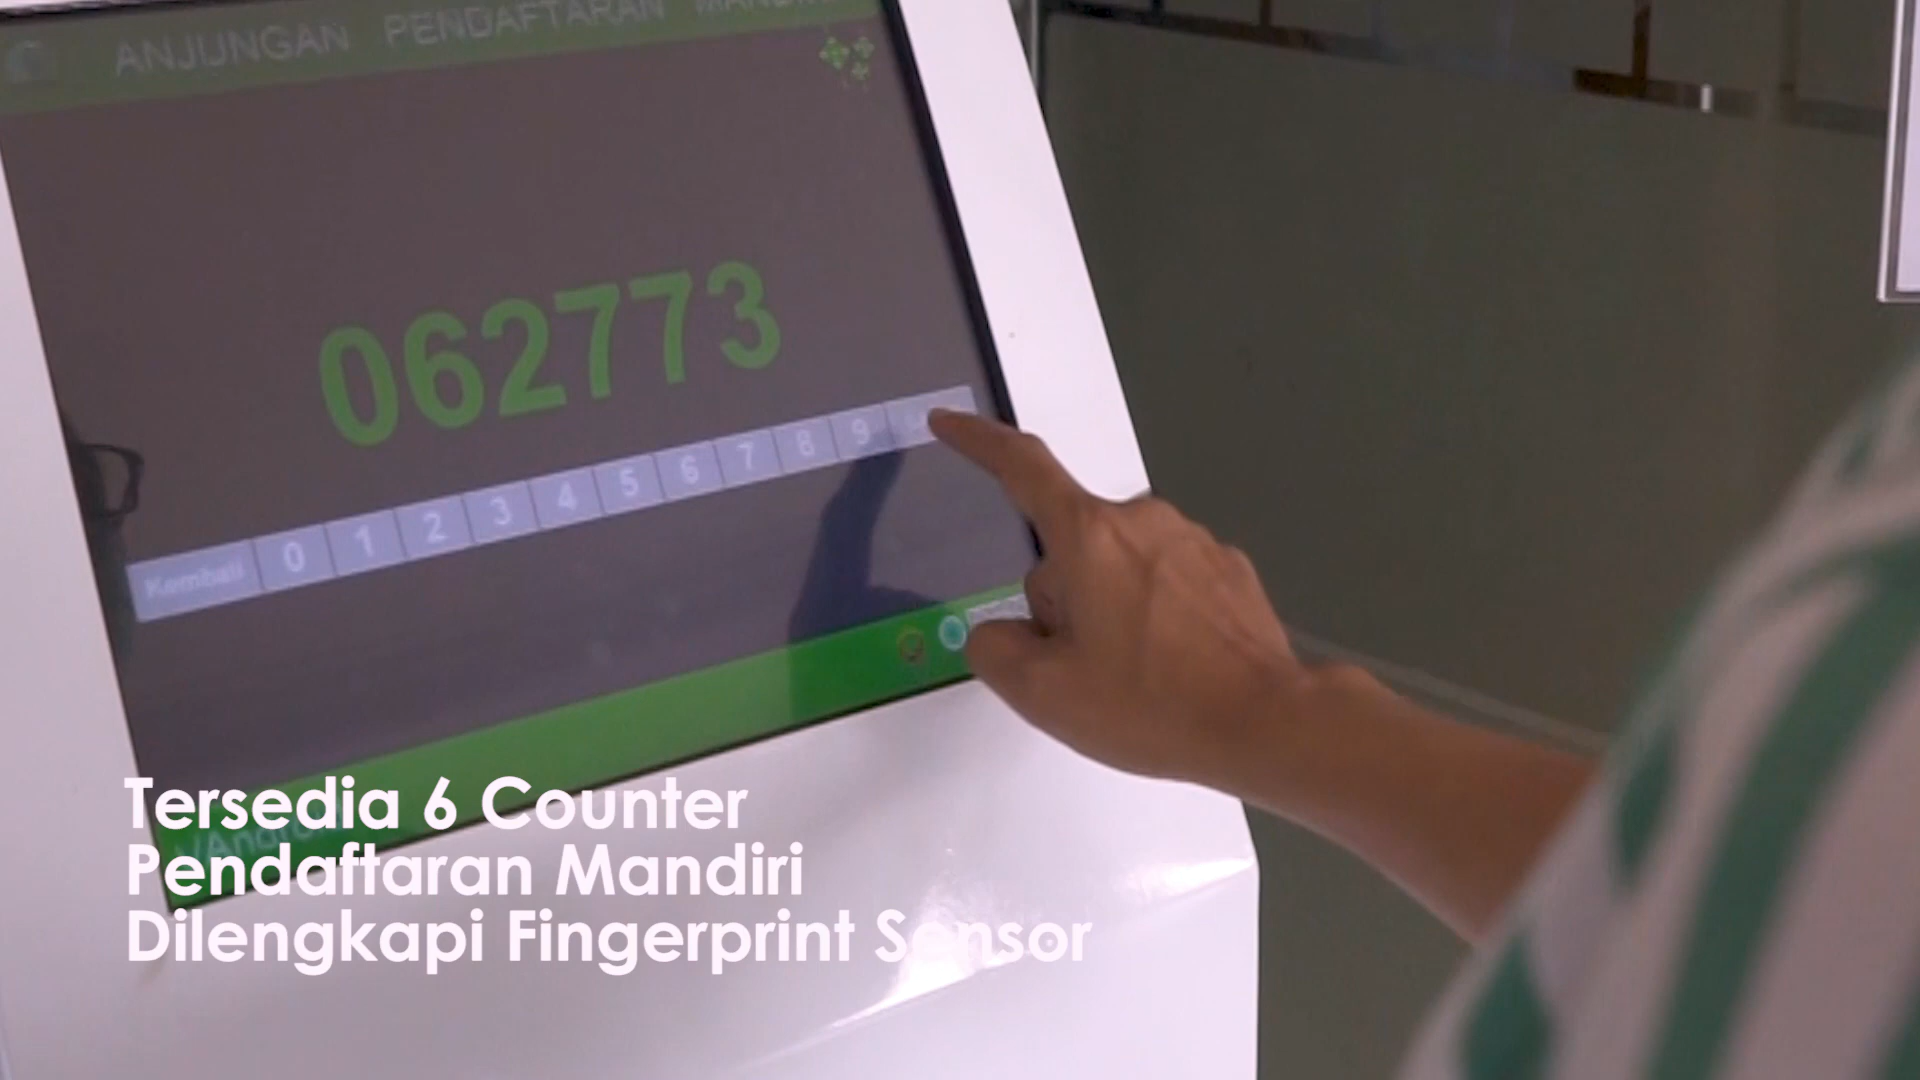 ANJUNGAN PENDAFTARAN
062773
Kembali 0 1 2 3 4 5 6 7 8 9
Tersedia 6 Counter
Pendaftaran Mandiri
Dilengkapi Fingerprint Sensor